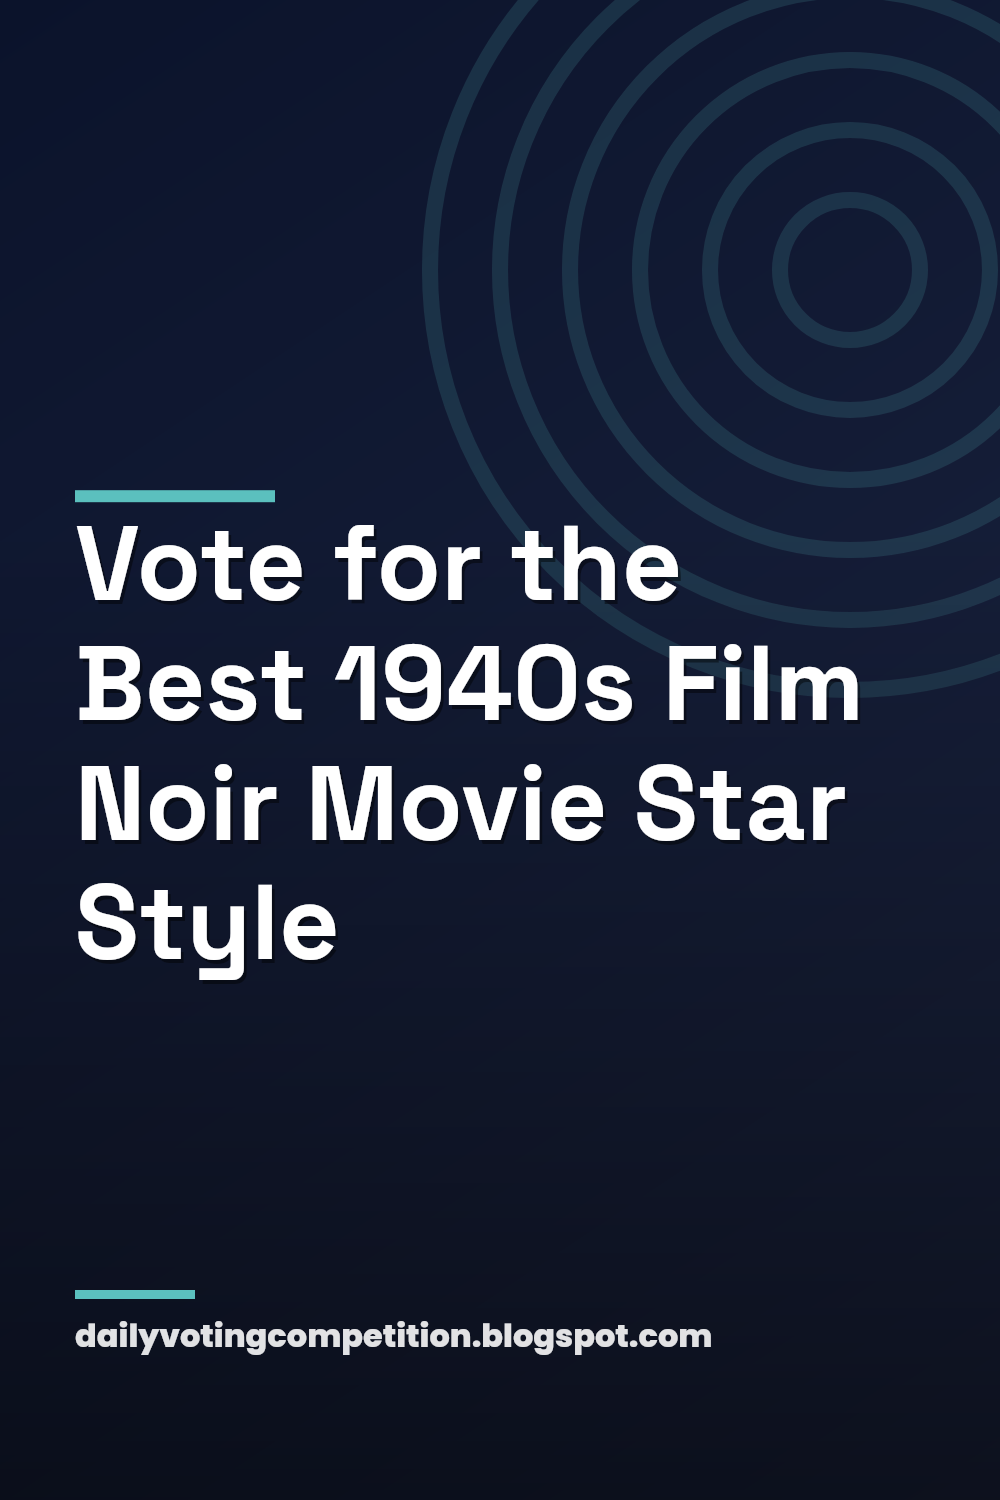 Vote for the
Best 1940s Film
Noir Movie Star
Style
dailyvotingcompetition.blogspot.com